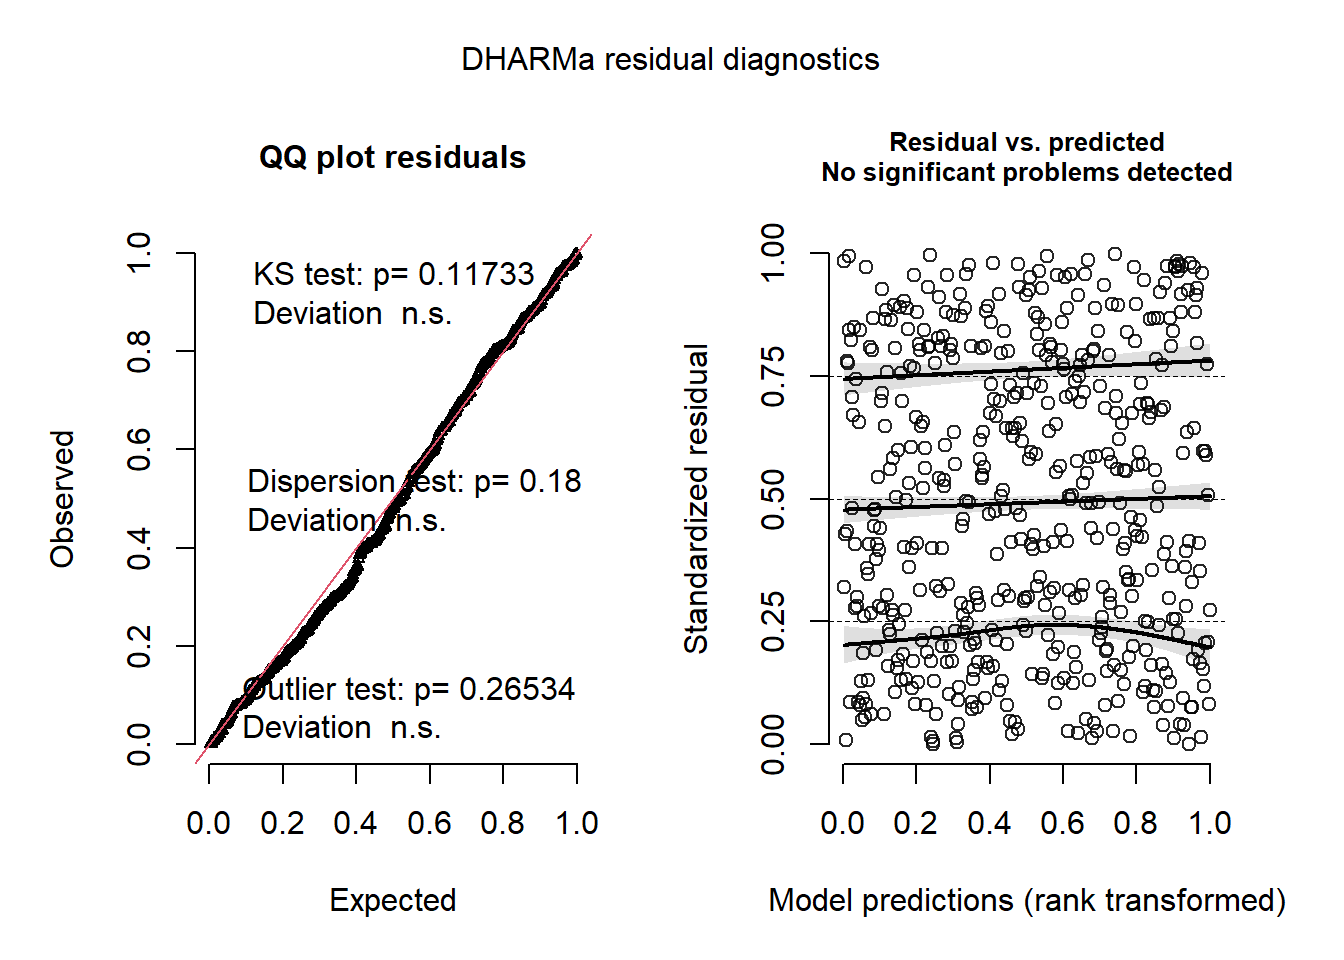 DHARMa residual diagnostics
QQ plot residuals
KS test: p= 0.11733
Deviation  n.s.
Dispersion test: p= 0.18
Deviation  n.s.
Outlier test: p= 0.26534
Deviation  n.s.
Observed
0.0 0.2 0.4 0.6 0.8 1.0
0.0 0.2 0.4 0.6 0.8 1.0
Expected
Residual vs. predicted
No significant problems detected
Standardized residual
0.00 0.25 0.50 0.75 1.00
0.0 0.2 0.4 0.6 0.8 1.0
Model predictions (rank transformed)